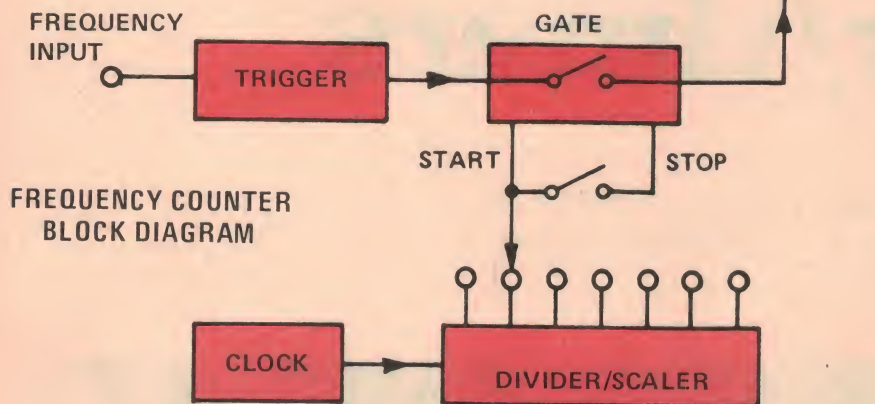 FREQUENCY
INPUT
GATE
TRIGGER
START
STOP
FREQUENCY COUNTER
BLOCK DIAGRAM
CLOCK
DIVIDER/SCALER